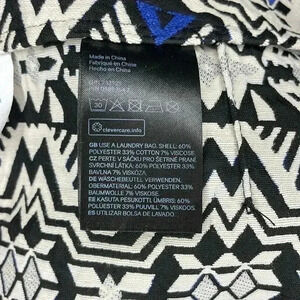 Made in China
Fabriqué en Chine
Hecho en China
30
clevercare.info
GB USE A LAUNDRY BAG. SHELL: 60%
POLYESTER 33% COTTON 7% VISCOSE.
CZ PERTE V SÁČKU PRO ŠETRNÉ PRANÍ
SVRCHNÍ LÁTKA: 60% POLYESTER 33%
BAVLNA 7% VISKÓZA
DE WÄSCHEBEUTEL VERWENDEN.
OBERMATERIAL: 60% POLYESTER 33%
BAUMWOLLE 7% VISKOSE.
EE KASUTA PESUKOTTI. ÜLIMINE: 60%
POLÜESTER 33% PUUVILL 7% VISKOOS
ES UTILIZAR BOLSA DE LAVADO.